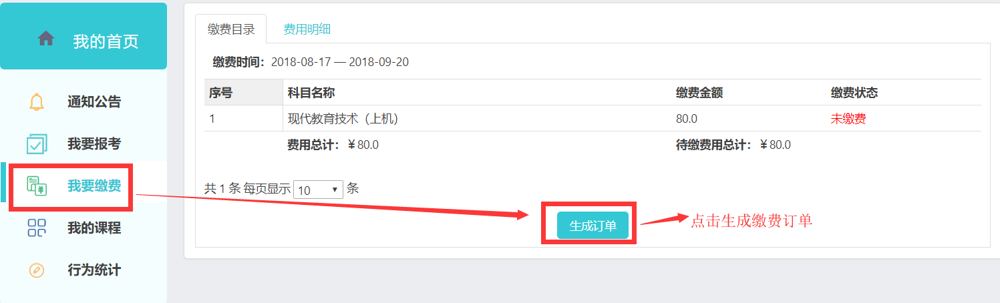 我的首页
通知公告
我要报考
我要缴费
我的课程
行为统计
缴费目录 费用明细
缴费时间：2018-08-17 — 2018-09-20
序号 科目名称 缴费金额 缴费状态
1 现代教育技术（上机） 80.0 未缴费
费用总计：￥80.0 待缴费用总计：￥80.0
共 1 条 每页显示 10 条
生成订单
点击生成缴费订单